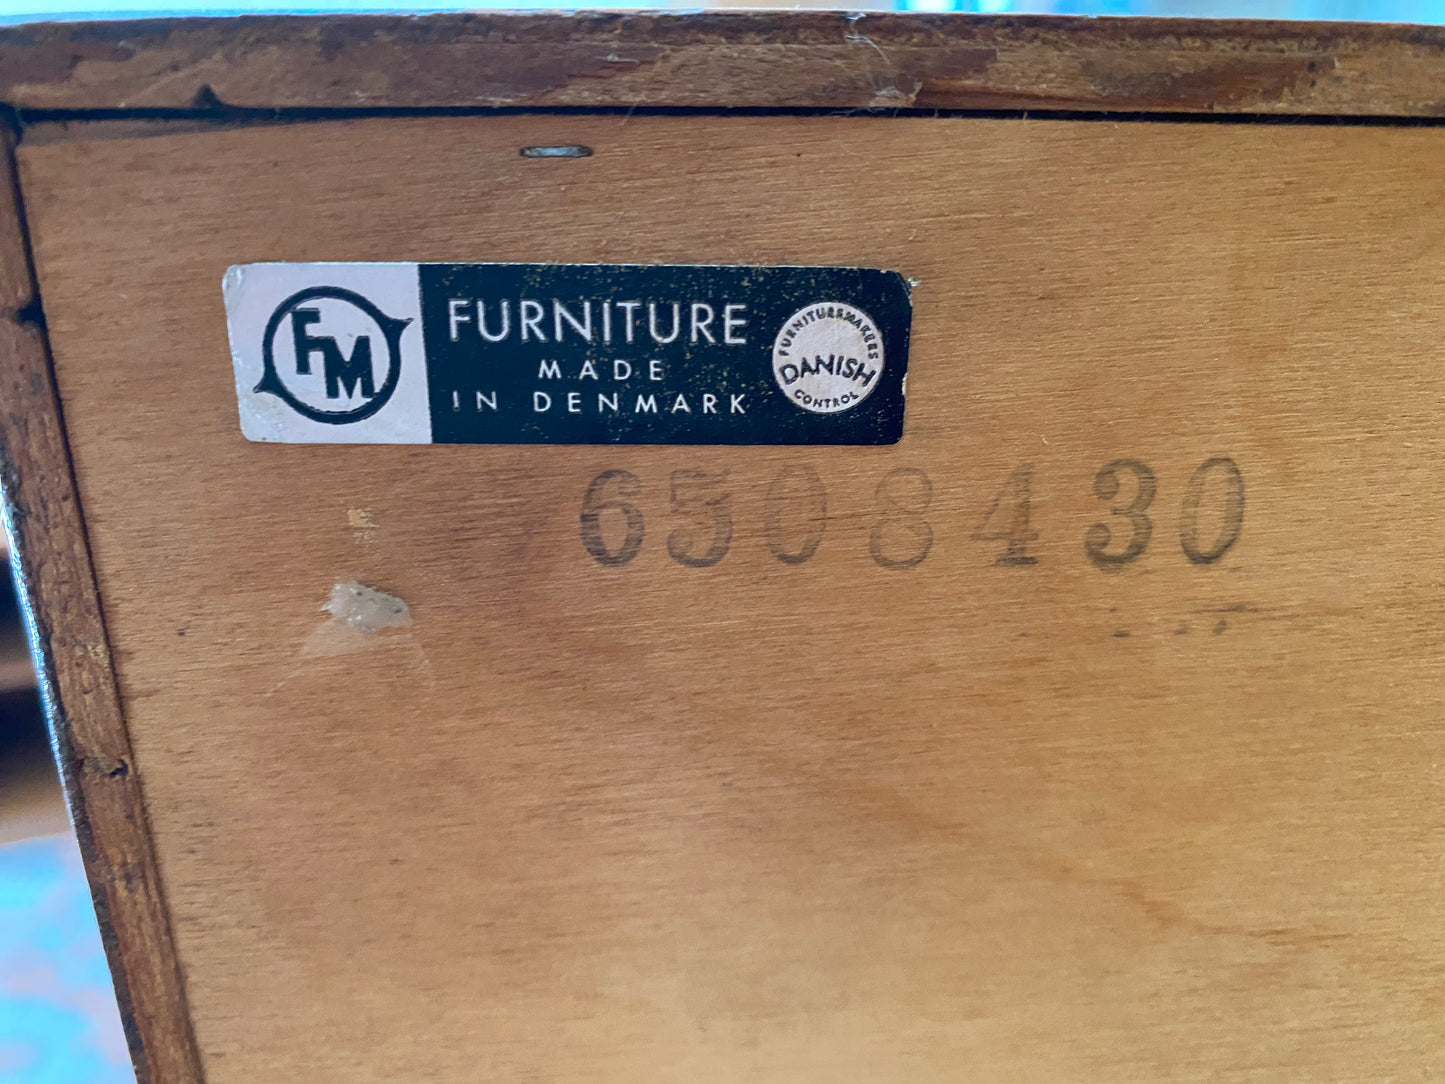 FM
FURNITURE
MADE
IN DENMARK
FURNITUREMAKERS
DANISH
CONTROL
6508430